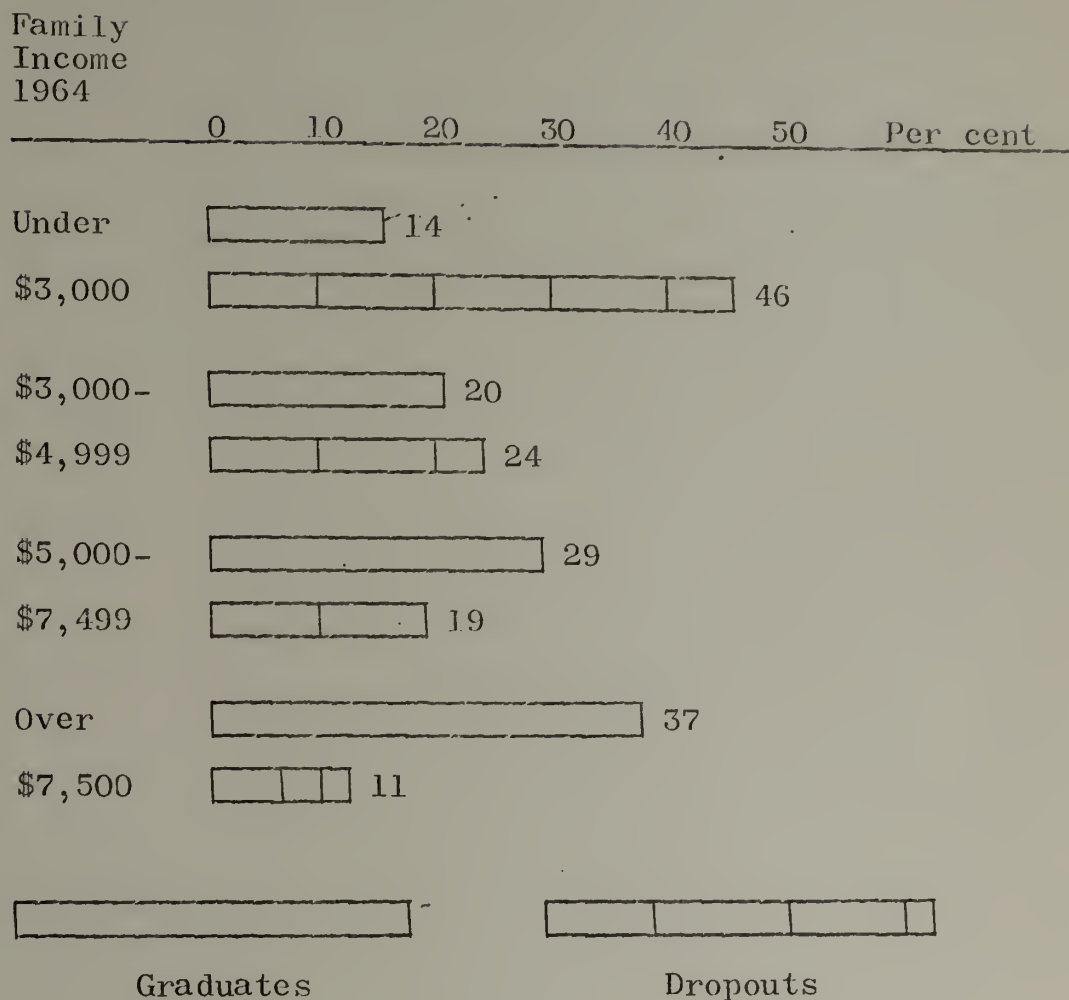 Family
Income
1964
0 10 20 30 40 50 Per cent
Under 14
$3,000 46
$3,000- 20
$4,999 24
$5,000- 29
$7,499 19
Over 37
$7,500 11
Graduates Dropouts